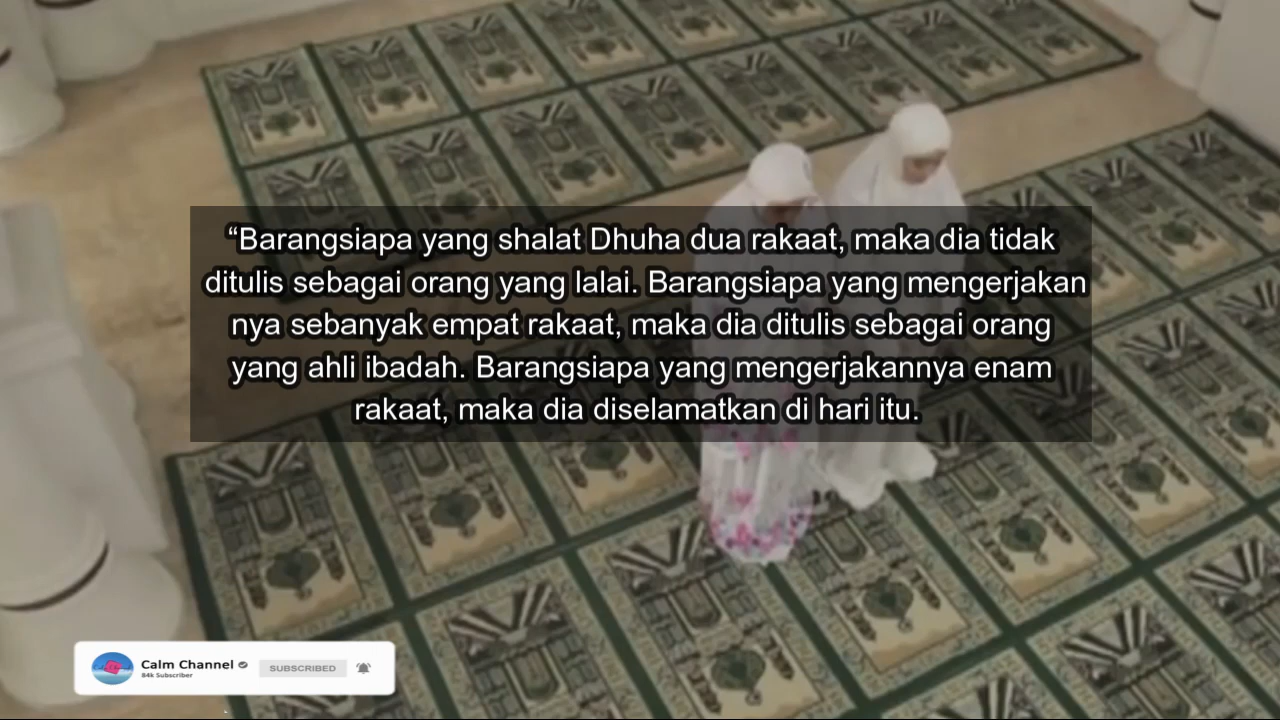 “Barangsiapa yang shalat Dhuha dua rakaat, maka dia tidak
ditulis sebagai orang yang lalai. Barangsiapa yang mengerjakan
nya sebanyak empat rakaat, maka dia ditulis sebagai orang
yang ahli ibadah. Barangsiapa yang mengerjakannya enam
rakaat, maka dia diselamatkan di hari itu.
Calm Channel
84k Subscriber
SUBSCRIBED